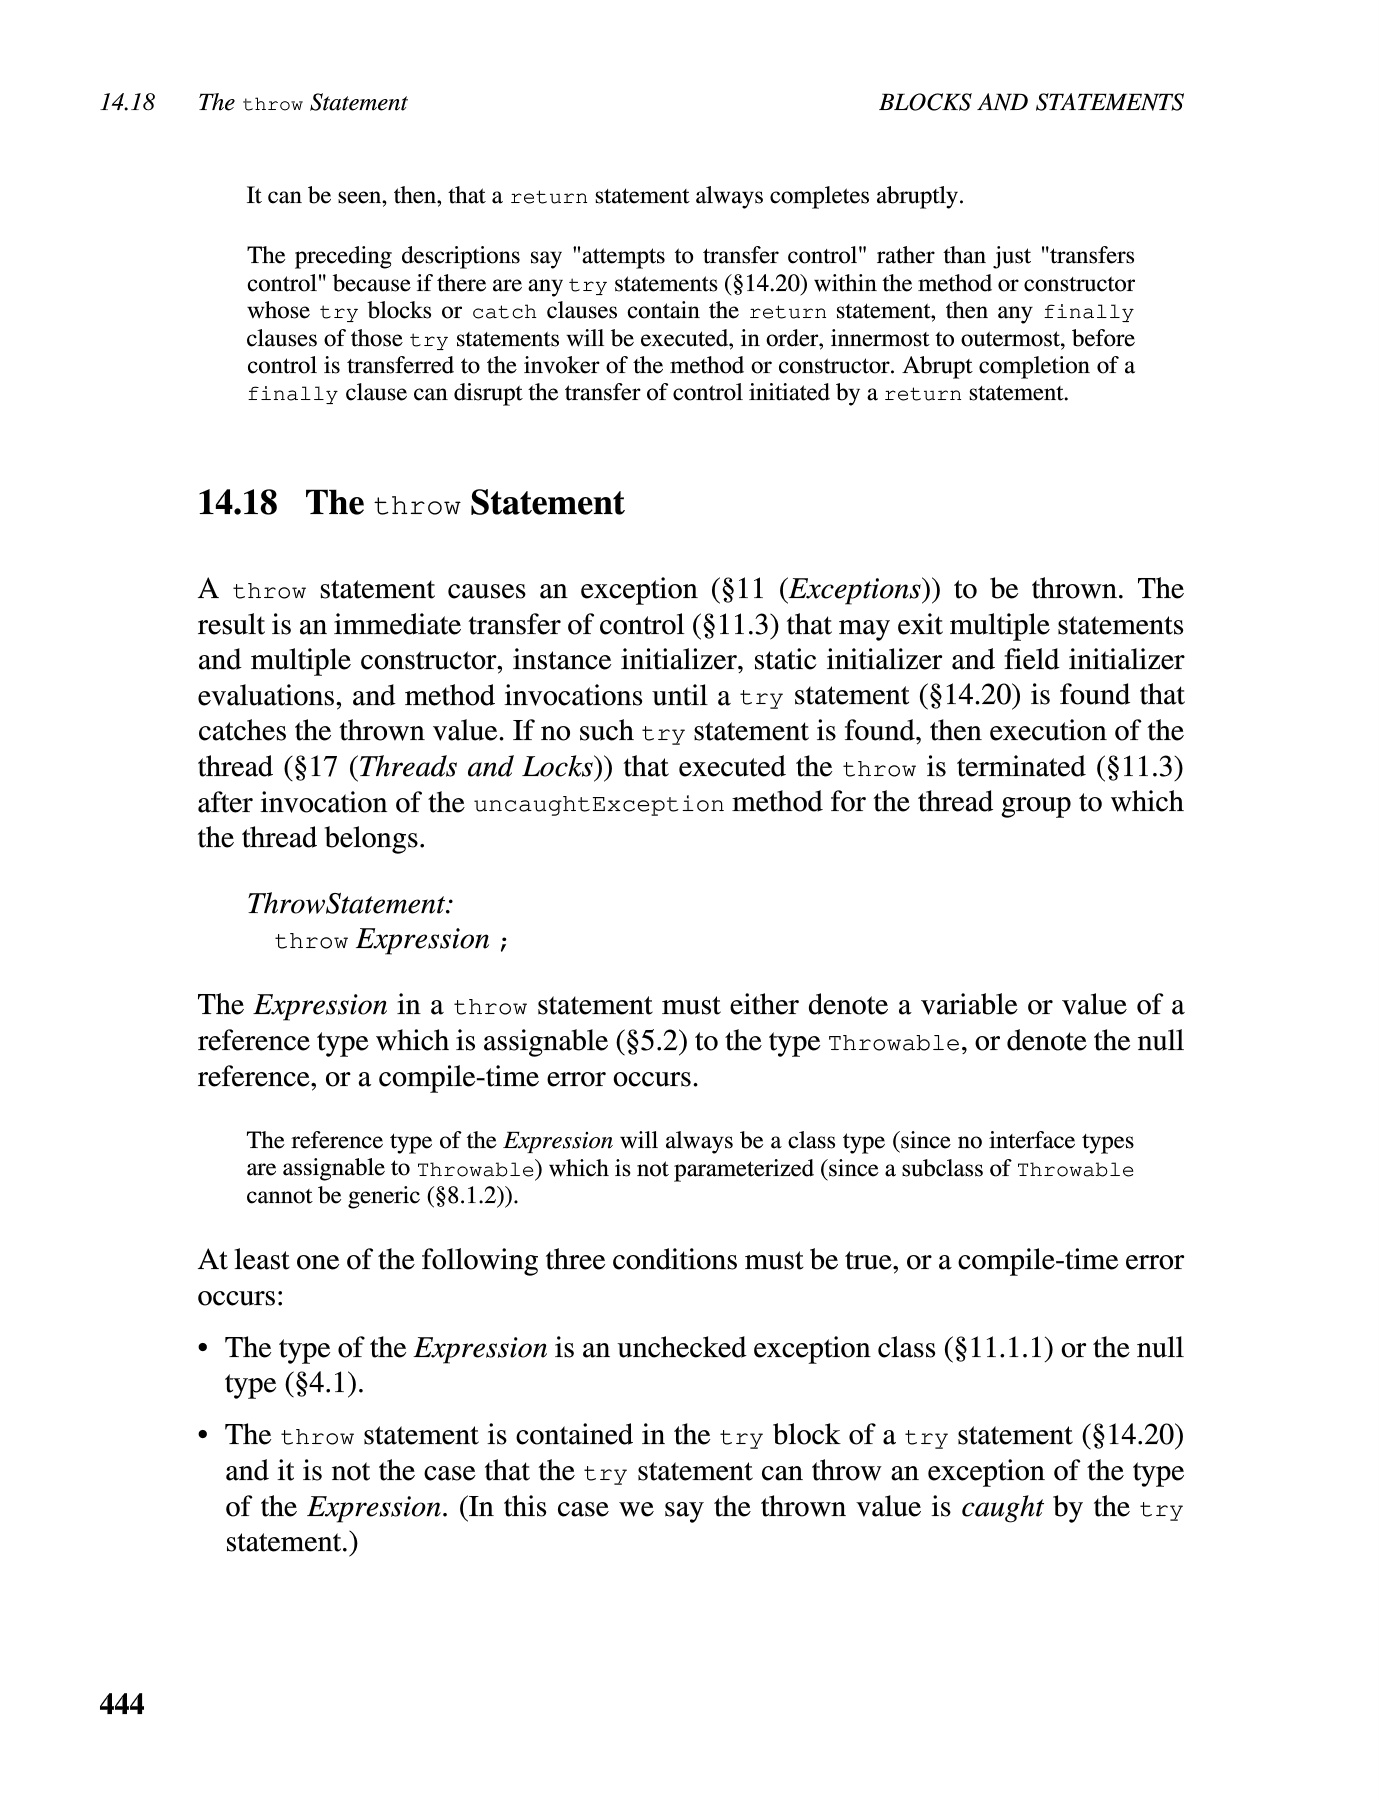 14.18 The throw Statement BLOCKS AND STATEMENTS
It can be seen, then, that a return statement always completes abruptly.
The preceding descriptions say "attempts to transfer control" rather than just "transfers
control" because if there are any try statements (§14.20) within the method or constructor
whose try blocks or catch clauses contain the return statement, then any finally
clauses of those try statements will be executed, in order, innermost to outermost, before
control is transferred to the invoker of the method or constructor. Abrupt completion of a
finally clause can disrupt the transfer of control initiated by a return statement.
14.18 The throw Statement
A throw statement causes an exception (§11 (Exceptions)) to be thrown. The
result is an immediate transfer of control (§11.3) that may exit multiple statements
and multiple constructor, instance initializer, static initializer and field initializer
evaluations, and method invocations until a try statement (§14.20) is found that
catches the thrown value. If no such try statement is found, then execution of the
thread (§17 (Threads and Locks)) that executed the throw is terminated (§11.3)
after invocation of the uncaughtException method for the thread group to which
the thread belongs.
ThrowStatement:
throw Expression ;
The Expression in a throw statement must either denote a variable or value of a
reference type which is assignable (§5.2) to the type Throwable, or denote the null
reference, or a compile-time error occurs.
The reference type of the Expression will always be a class type (since no interface types
are assignable to Throwable) which is not parameterized (since a subclass of Throwable
cannot be generic (§8.1.2)).
At least one of the following three conditions must be true, or a compile-time error
occurs:
• The type of the Expression is an unchecked exception class (§11.1.1) or the null
type (§4.1).
• The throw statement is contained in the try block of a try statement (§14.20)
and it is not the case that the try statement can throw an exception of the type
of the Expression. (In this case we say the thrown value is caught by the try
statement.)
444